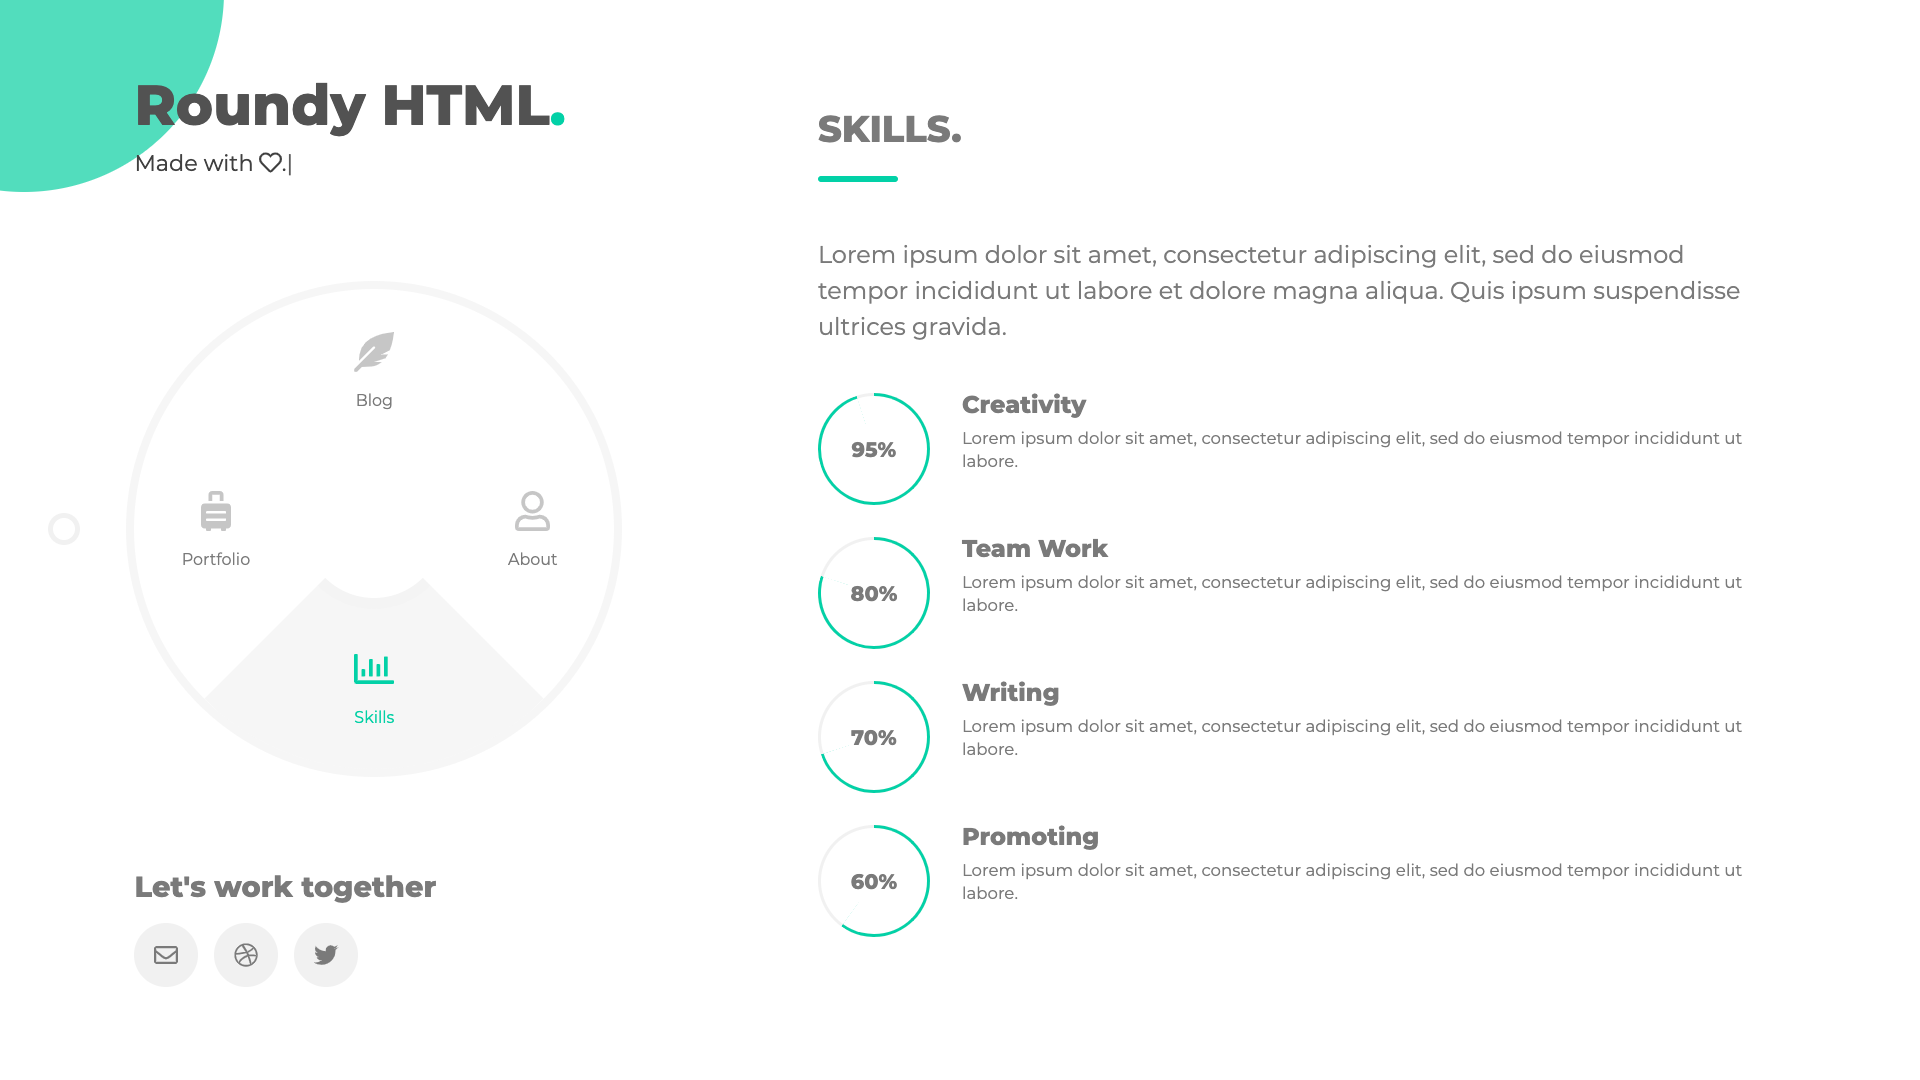 Roundy HTML.
Made with ♡.|
Blog
Portfolio
About
Skills
Let's work together
SKILLS.
Lorem ipsum dolor sit amet, consectetur adipiscing elit, sed do eiusmod
tempor incididunt ut labore et dolore magna aliqua. Quis ipsum suspendisse
ultrices gravida.
95%
Creativity
Lorem ipsum dolor sit amet, consectetur adipiscing elit, sed do eiusmod tempor incididunt ut
labore.
80%
Team Work
Lorem ipsum dolor sit amet, consectetur adipiscing elit, sed do eiusmod tempor incididunt ut
labore.
70%
Writing
Lorem ipsum dolor sit amet, consectetur adipiscing elit, sed do eiusmod tempor incididunt ut
labore.
60%
Promoting
Lorem ipsum dolor sit amet, consectetur adipiscing elit, sed do eiusmod tempor incididunt ut
labore.